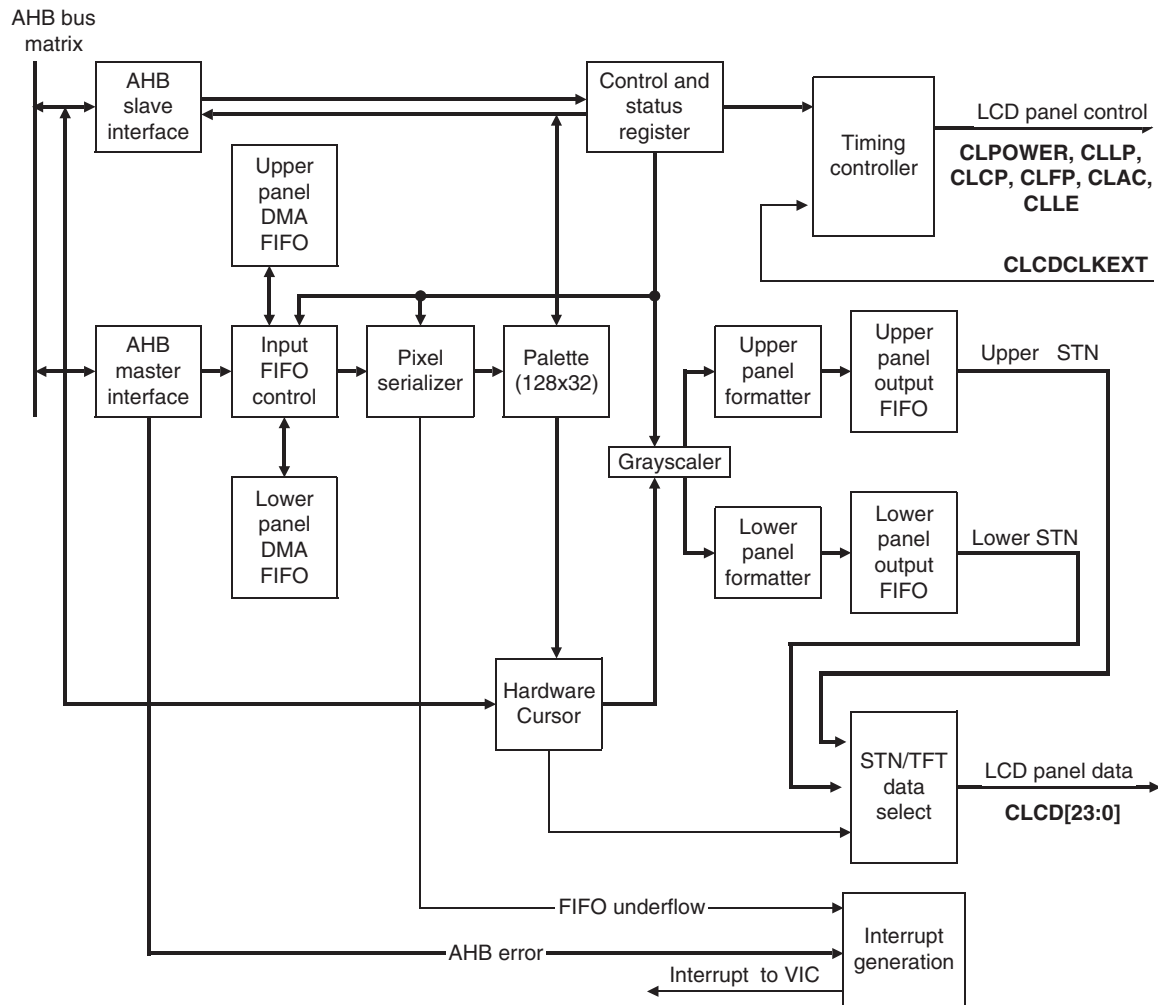 AHB bus
matrix
AHB
slave
interface
Control and
status
register
Timing
controller
LCD panel control
CLPOWER, CLLP,
CLCP, CLFP, CLAC,
CLLE
CLCDCLKEXT
Upper
panel
DMA
FIFO
AHB
master
interface
Input
FIFO
control
Pixel
serializer
Palette
(128x32)
Lower
panel
DMA
FIFO
Grayscaler
Upper
panel
formatter
Upper
panel
output
FIFO
Upper STN
Lower
panel
formatter
Lower
panel
output
FIFO
Lower STN
Hardware
Cursor
STN/TFT
data
select
LCD panel data
CLCD[23:0]
FIFO underflow
AHB error
Interrupt to VIC
Interrupt
generation